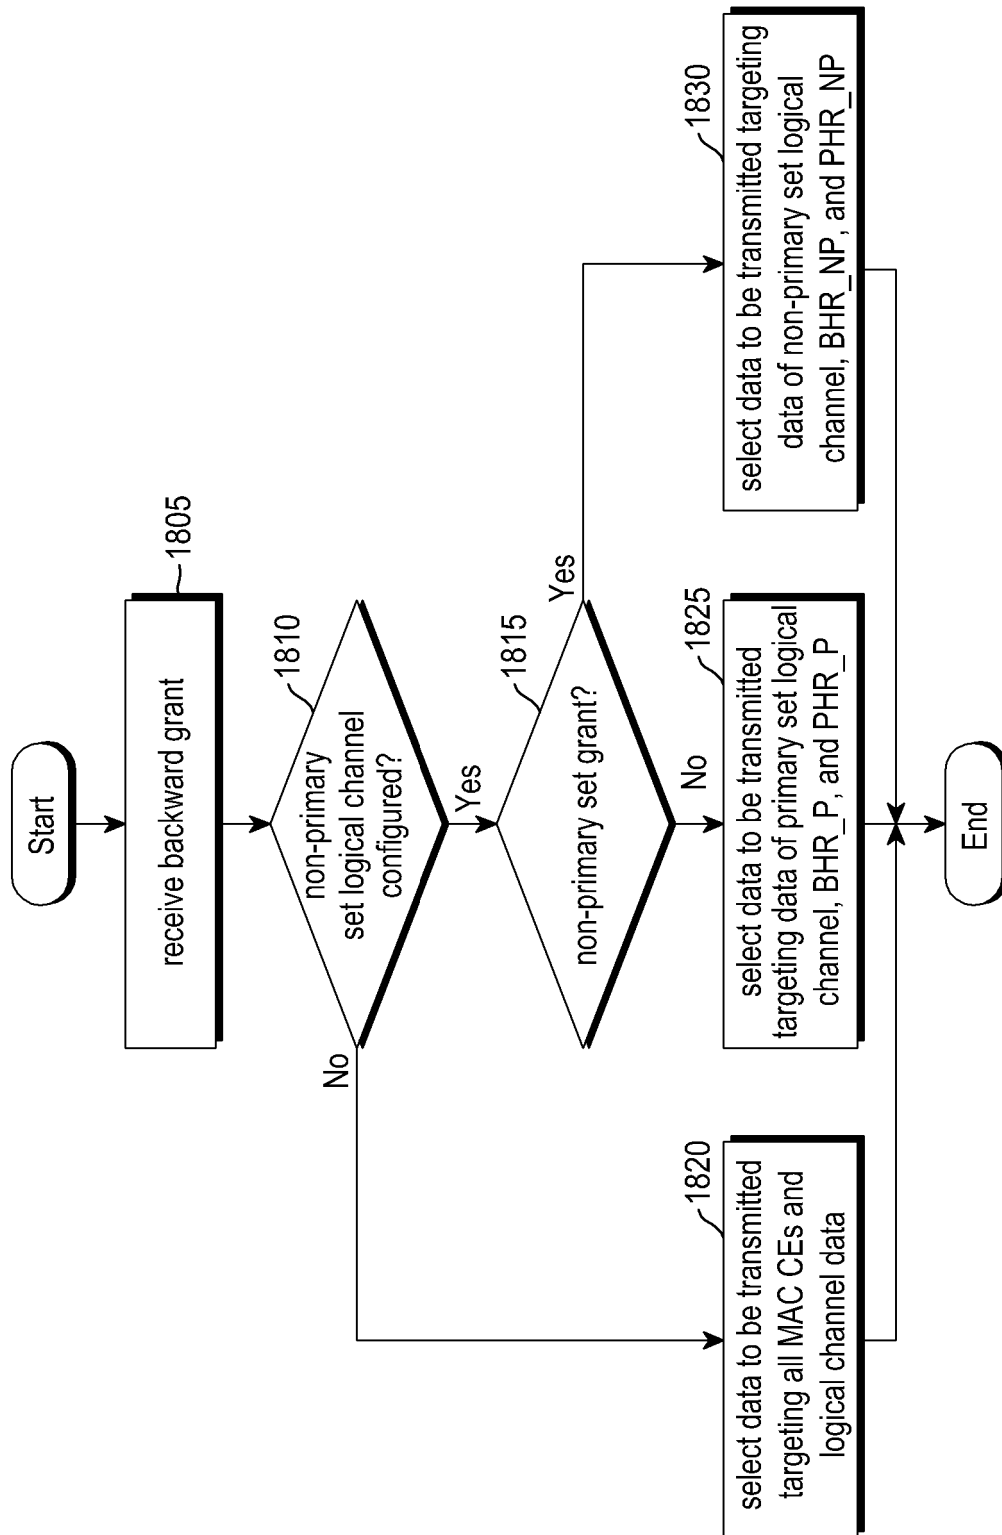 Start
1805
receive backward grant
1810
non-primary
set logical channel
configured?
No
Yes
1815
non-primary set grant?
Yes
No
1820
select data to be transmitted
targeting all MAC CEs and
logical channel data
1825
select data to be transmitted
targeting data of primary set logical
channel, BHR_P, and PHR_P
1830
select data to be transmitted targeting
data of non-primary set logical
channel, BHR_NP, and PHR_NP
End